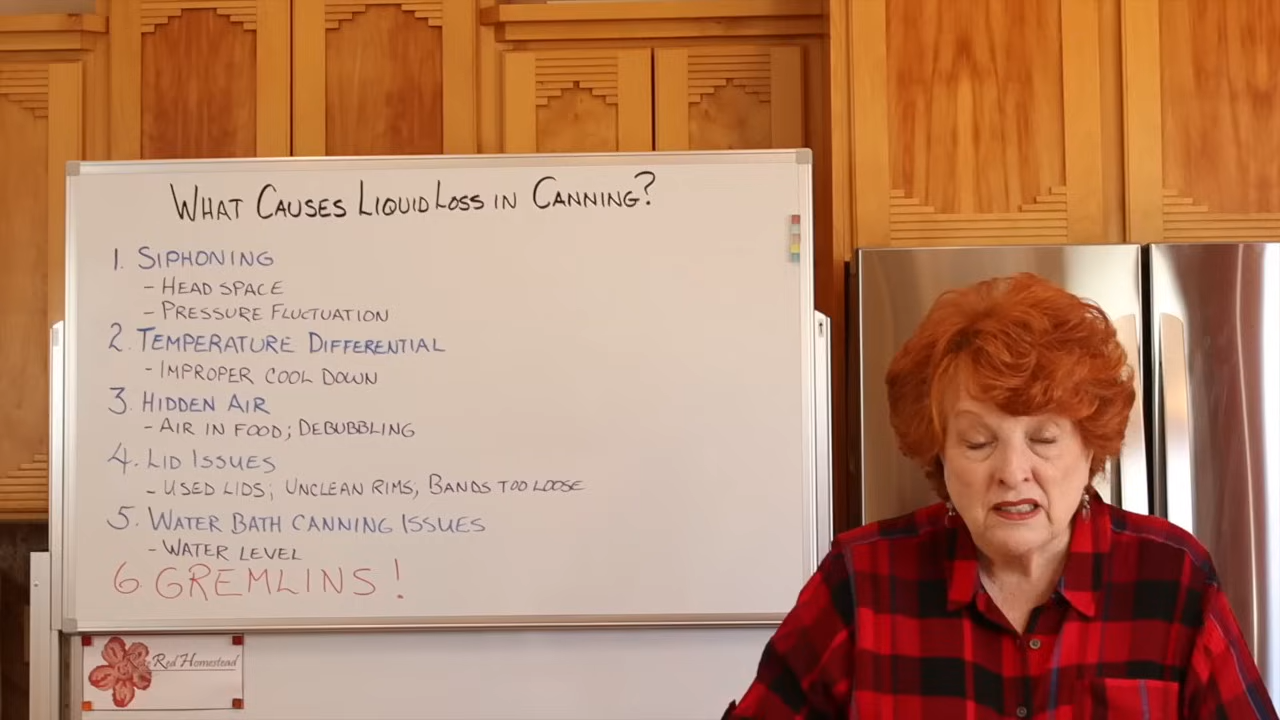 WHAT CAUSES LIQUID LOSS IN CANNING?
1. SIPHONING
- HEAD SPACE
- PRESSURE FLUCTUATION
2. TEMPERATURE DIFFERENTIAL
- IMPROPER COOL DOWN
3. HIDDEN AIR
- AIR IN FOOD; DEBUBBLING
4. LID ISSUES
- USED LIDS; UNCLEAN RIMS, BANDS TOO LOOSE
5. WATER BATH CANNING ISSUES
- WATER LEVEL
6. GREMLINS!
Red Homestead